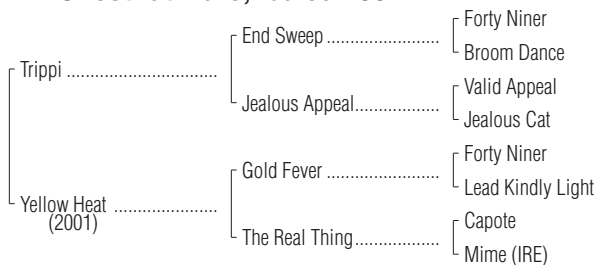 Forty Niner
End Sweep ........................
Broom Dance
Trippi ................................
Valid Appeal
Jealous Appeal..................
Jealous Cat
Forty Niner
Gold Fever ........................
Lead Kindly Light
Yellow Heat ......................
(2001)
Capote
The Real Thing..................
Mime (IRE)